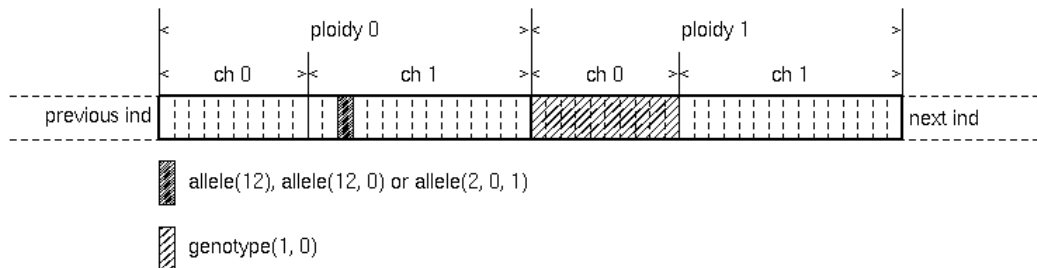 ploidy 0 ploidy 1
ch 0 ch 1 ch 0 ch 1
previous ind next ind
allele(12), allele(12, 0) or allele(2, 0, 1)
genotype(1, 0)